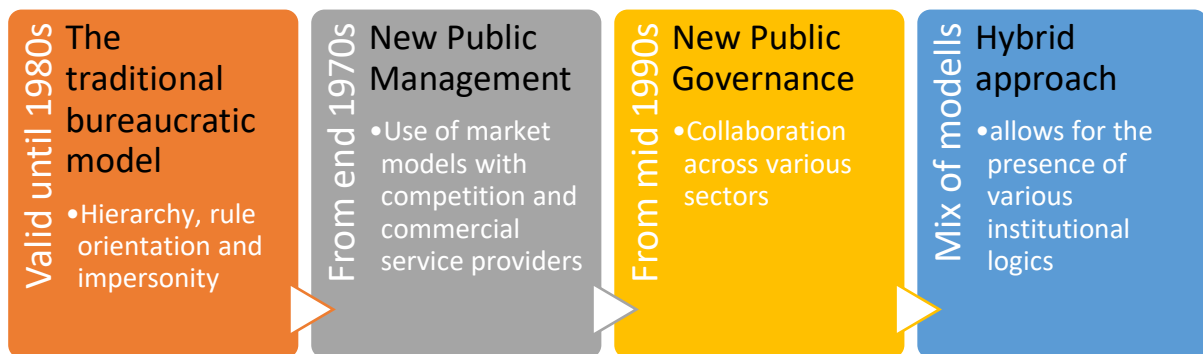 Valid until 1980s
The
traditional
bureaucratic
model
•Hierarchy, rule
orientation and
impersonity
From end 1970s
New Public
Management
•Use of market
models with
competition and
commercial
service providers
From mid 1990s
New Public
Governance
•Collaboration
across various
sectors
Mix of modells
Hybrid
approach
•allows for the
presence of
various
institutional
logics